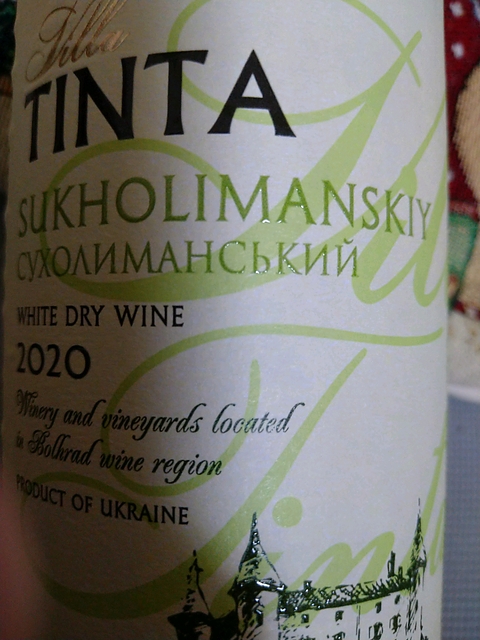 Villa
TINTA
SUKHOLIMANSKIY
СУХОЛИМАНСЬКИЙ
WHITE DRY WINE
2020
Winery and vineyards located
in Bolhrad wine region
PRODUCT OF UKRAINE